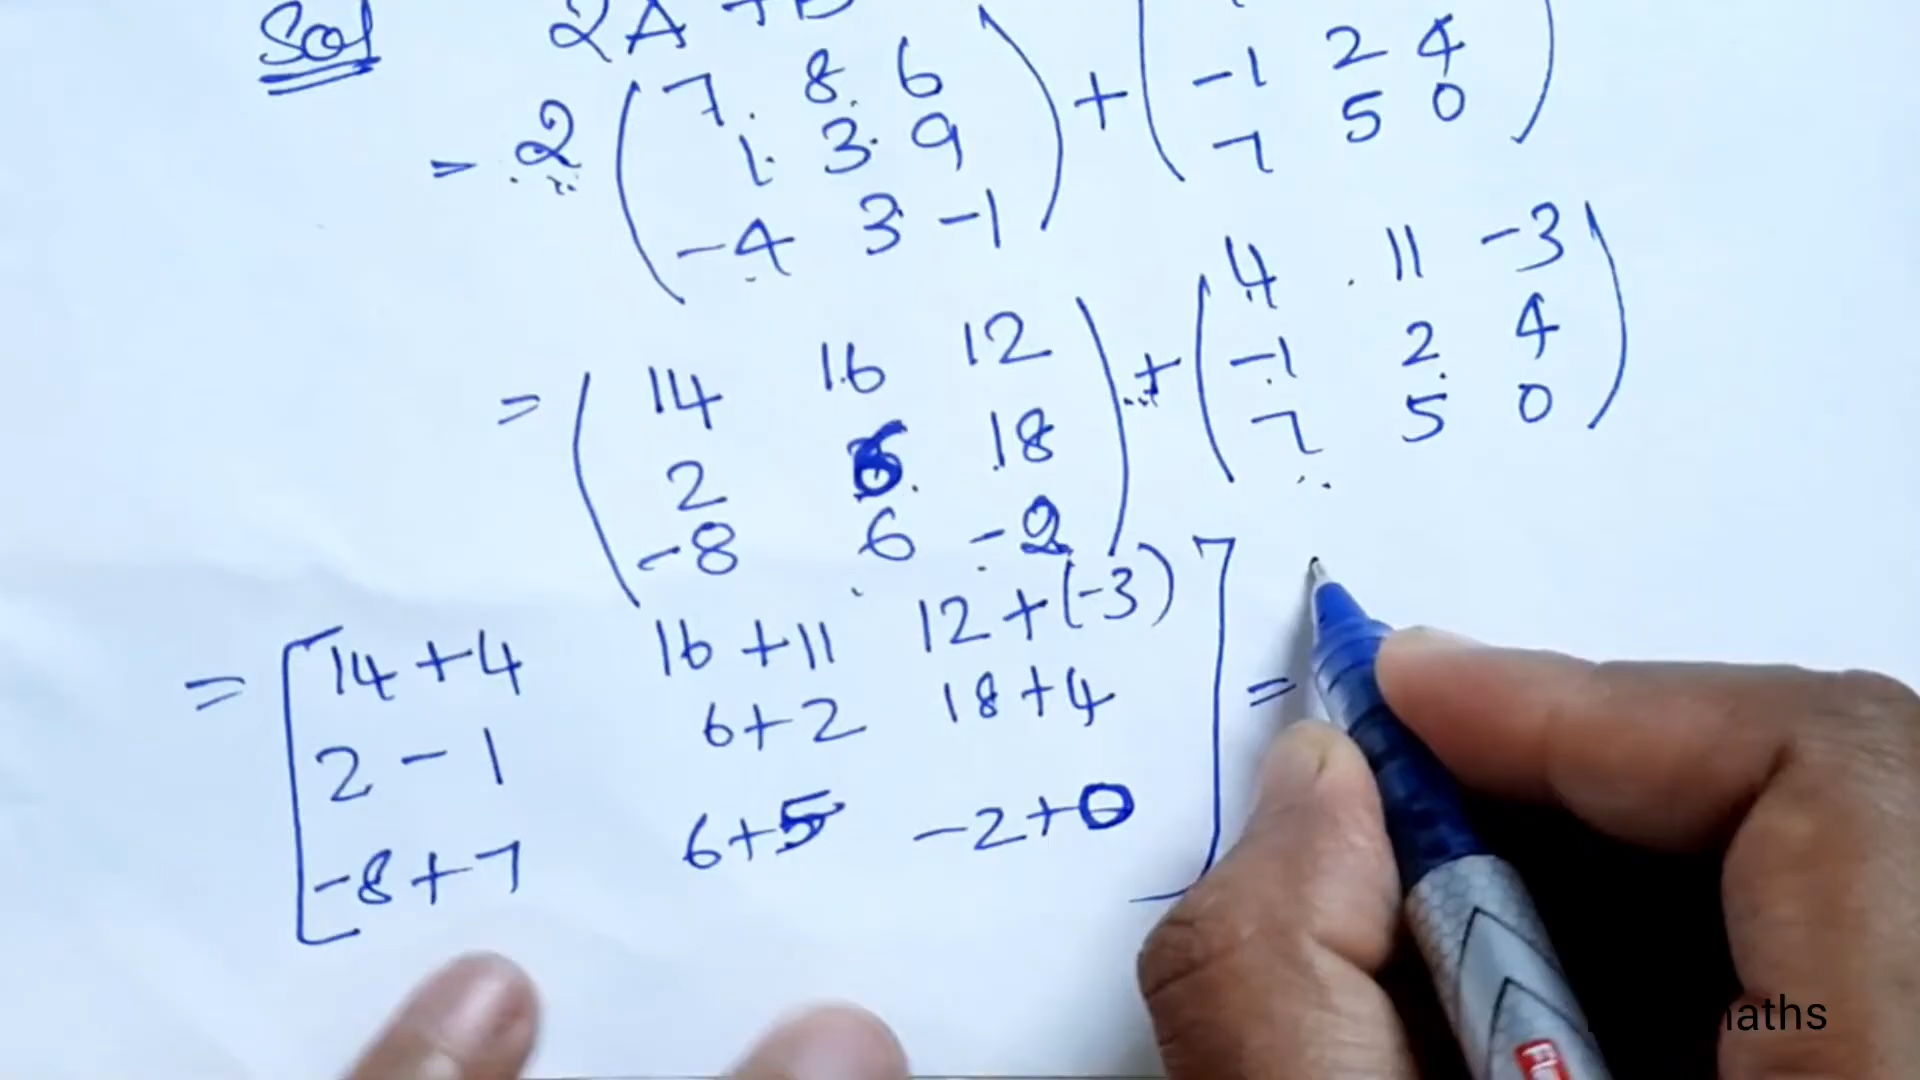 Sol 2A + B
= 2 ( 7 8 6 ) + (
1 3 9 -1 2 4
-4 3 -1 7 5 0 )
= ( 14 16 12 ) + ( 4 11 -3 )
2 6 18 -1 2 4
-8 6 -2 7 5 0
= [ 14+4 16+11 12+(-3) ] =
2-1 6+2 18+4
-8+7 6+5 -2+0